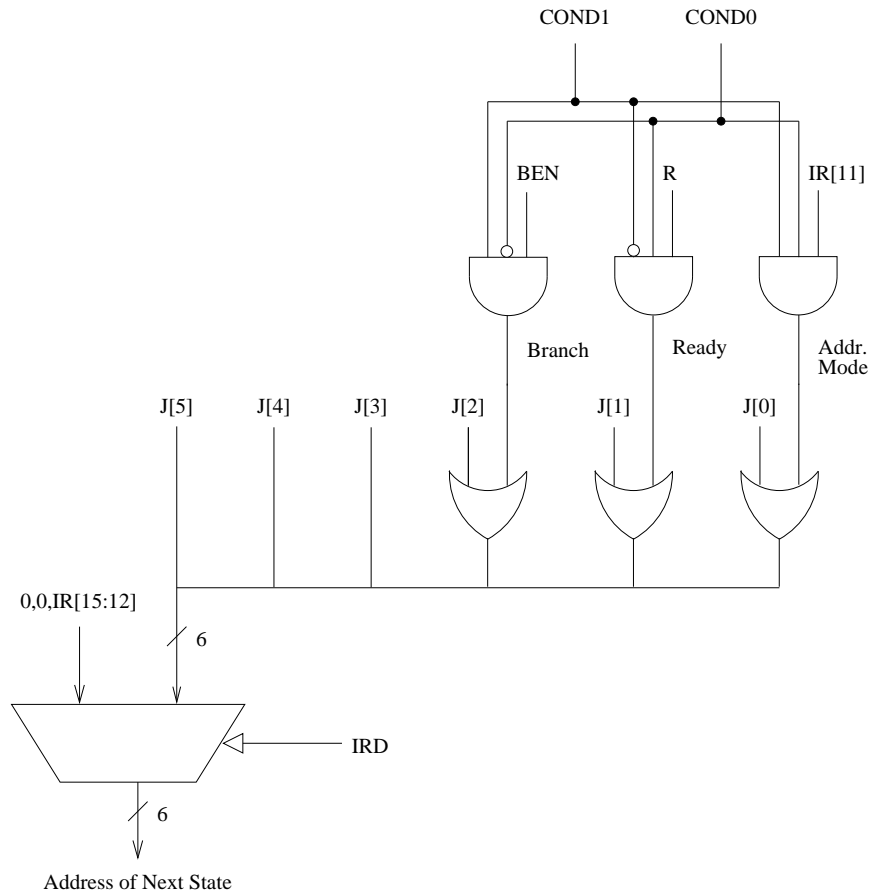 COND1 COND0
BEN R IR[11]
Branch Ready Addr.
Mode
J[5] J[4] J[3] J[2] J[1] J[0]
0,0,IR[15:12]
6
IRD
6
Address of Next State